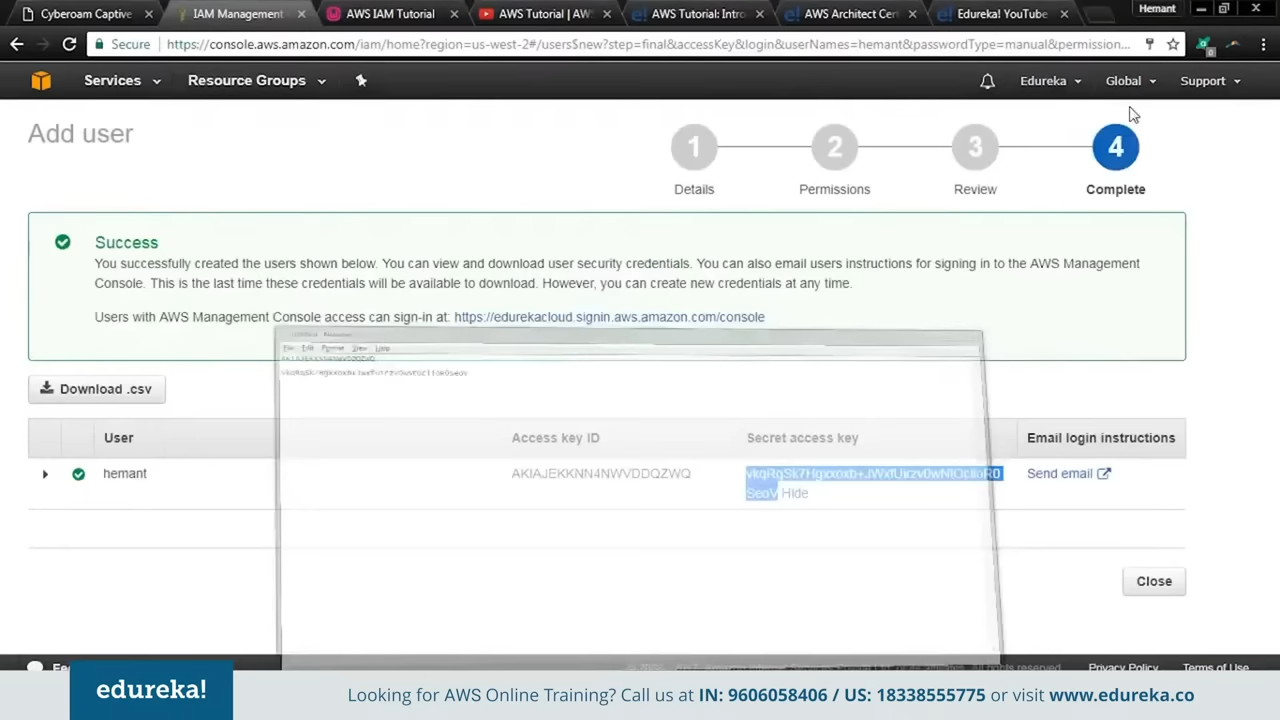 Cyberoam Captive
IAM Management
AWS IAM Tutorial
AWS Tutorial | AWS
AWS Tutorial: Intro
AWS Architect Cert
Edureka! YouTube
Hemant
Secure
https://console.aws.amazon.com/iam/home?region=us-west-2#/users$new?step=final&accessKey&login&userNames=hemant&passwordType=manual&permission...
Services
Resource Groups
Edureka
Global
Support
Add user
1
2
3
4
Details
Permissions
Review
Complete
Success
You successfully created the users shown below. You can view and download user security credentials. You can also email users instructions for signing in to the AWS Management
Console. This is the last time these credentials will be available to download. However, you can create new credentials at any time.
Users with AWS Management Console access can sign-in at: https://edurekacloud.signin.aws.amazon.com/console
File Edit Format View Help
Download .csv
User
Access key ID
Secret access key
Email login instructions
hemant
AKIAJEKKNN4NWVDDQZWQ
Send email
SeoV Hide
Close
Privacy Policy
Terms of Use
edureka!
Looking for AWS Online Training? Call us at IN: 9606058406 / US: 18338555775 or visit www.edureka.co